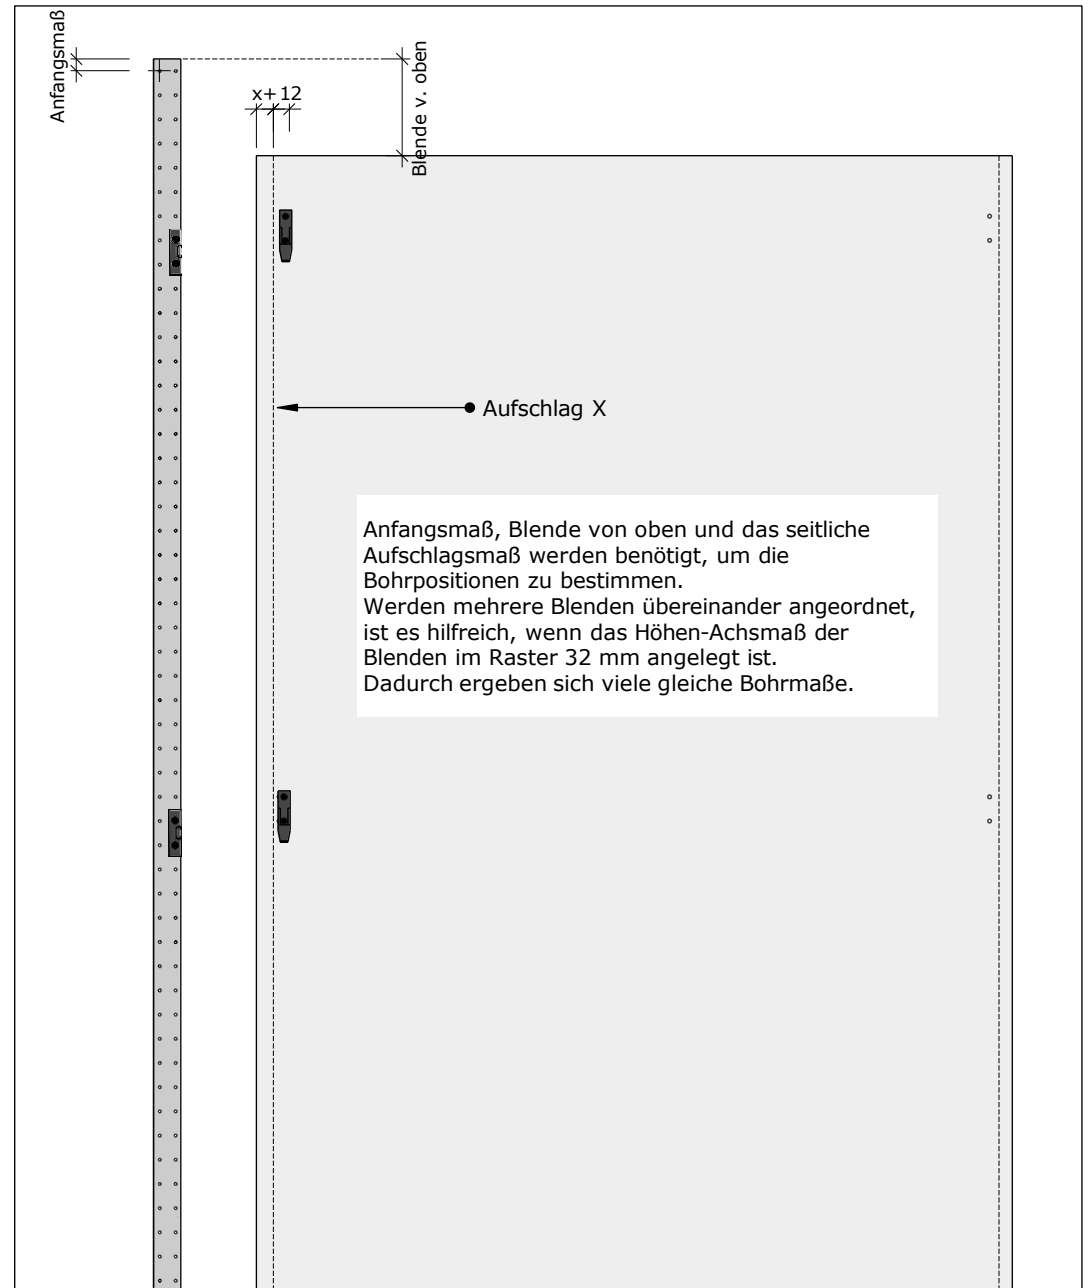 Anfangsmaß
Blende v. oben
x+ 12
Aufschlag X
Anfangsmaß, Blende von oben und das seitliche
Aufschlagsmaß werden benötigt, um die
Bohrpositionen zu bestimmen.
Werden mehrere Blenden übereinander angeordnet,
ist es hilfreich, wenn das Höhen-Achsmaß der
Blenden im Raster 32 mm angelegt ist.
Dadurch ergeben sich viele gleiche Bohrmaße.